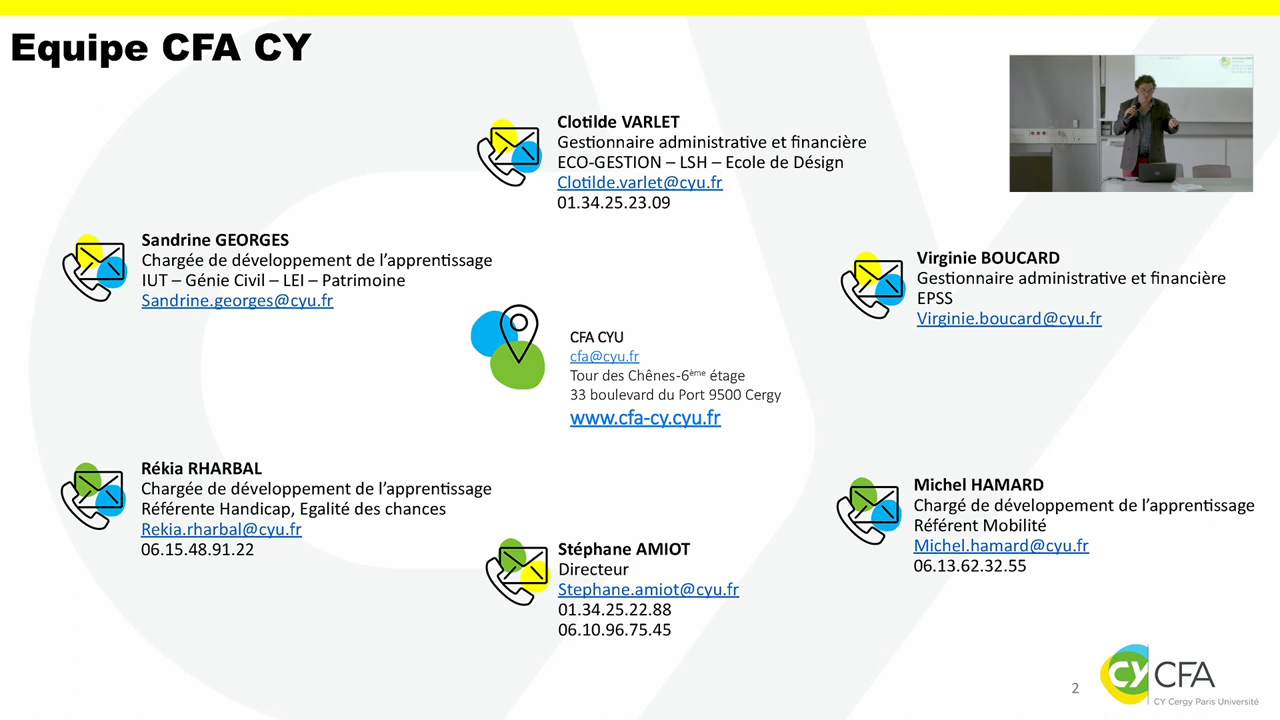 Equipe CFA CY
Clotilde VARLET
Gestionnaire administrative et financière
ECO-GESTION – LSH – Ecole de Désign
Clotilde.varlet@cyu.fr
01.34.25.23.09
Sandrine GEORGES
Chargée de développement de l’apprentissage
IUT – Génie Civil – LEI – Patrimoine
Sandrine.georges@cyu.fr
Virginie BOUCARD
Gestionnaire administrative et financière
EPSS
Virginie.boucard@cyu.fr
CFA CYU
cfa@cyu.fr
Tour des Chênes-6ème étage
33 boulevard du Port 9500 Cergy
www.cfa-cy.cyu.fr
Rékia RHARBAL
Chargée de développement de l’apprentissage
Référente Handicap, Egalité des chances
Rekia.rharbal@cyu.fr
06.15.48.91.22
Michel HAMARD
Chargé de développement de l’apprentissage
Référent Mobilité
Michel.hamard@cyu.fr
06.13.62.32.55
Stéphane AMIOT
Directeur
Stephane.amiot@cyu.fr
01.34.25.22.88
06.10.96.75.45
2
CY CFA
CY Cergy Paris Université